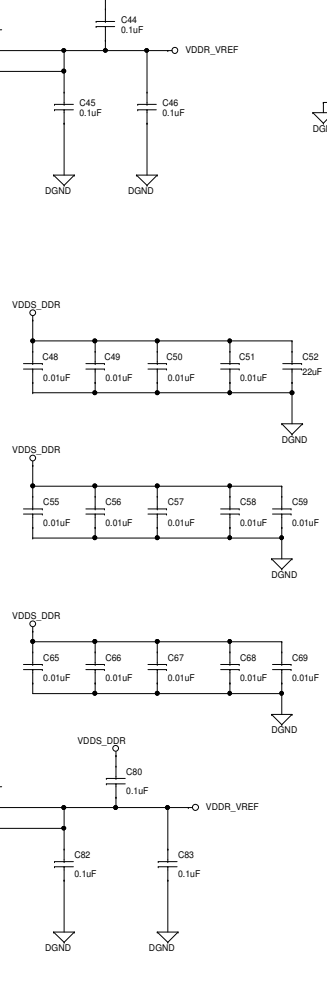 C44
0.1uF
VDDR_VREF
C45
0.1uF
C46
0.1uF
DGND
DGND
VDDS_DDR
C48
0.01uF
C49
0.01uF
C50
0.01uF
C51
0.01uF
C52
22uF
DGND
VDDS_DDR
C55
0.01uF
C56
0.01uF
C57
0.01uF
C58
0.01uF
C59
0.01uF
DGND
VDDS_DDR
C65
0.01uF
C66
0.01uF
C67
0.01uF
C68
0.01uF
C69
0.01uF
DGND
VDDS_DDR
C80
0.1uF
VDDR_VREF
C82
0.1uF
C83
0.1uF
DGND
DGND